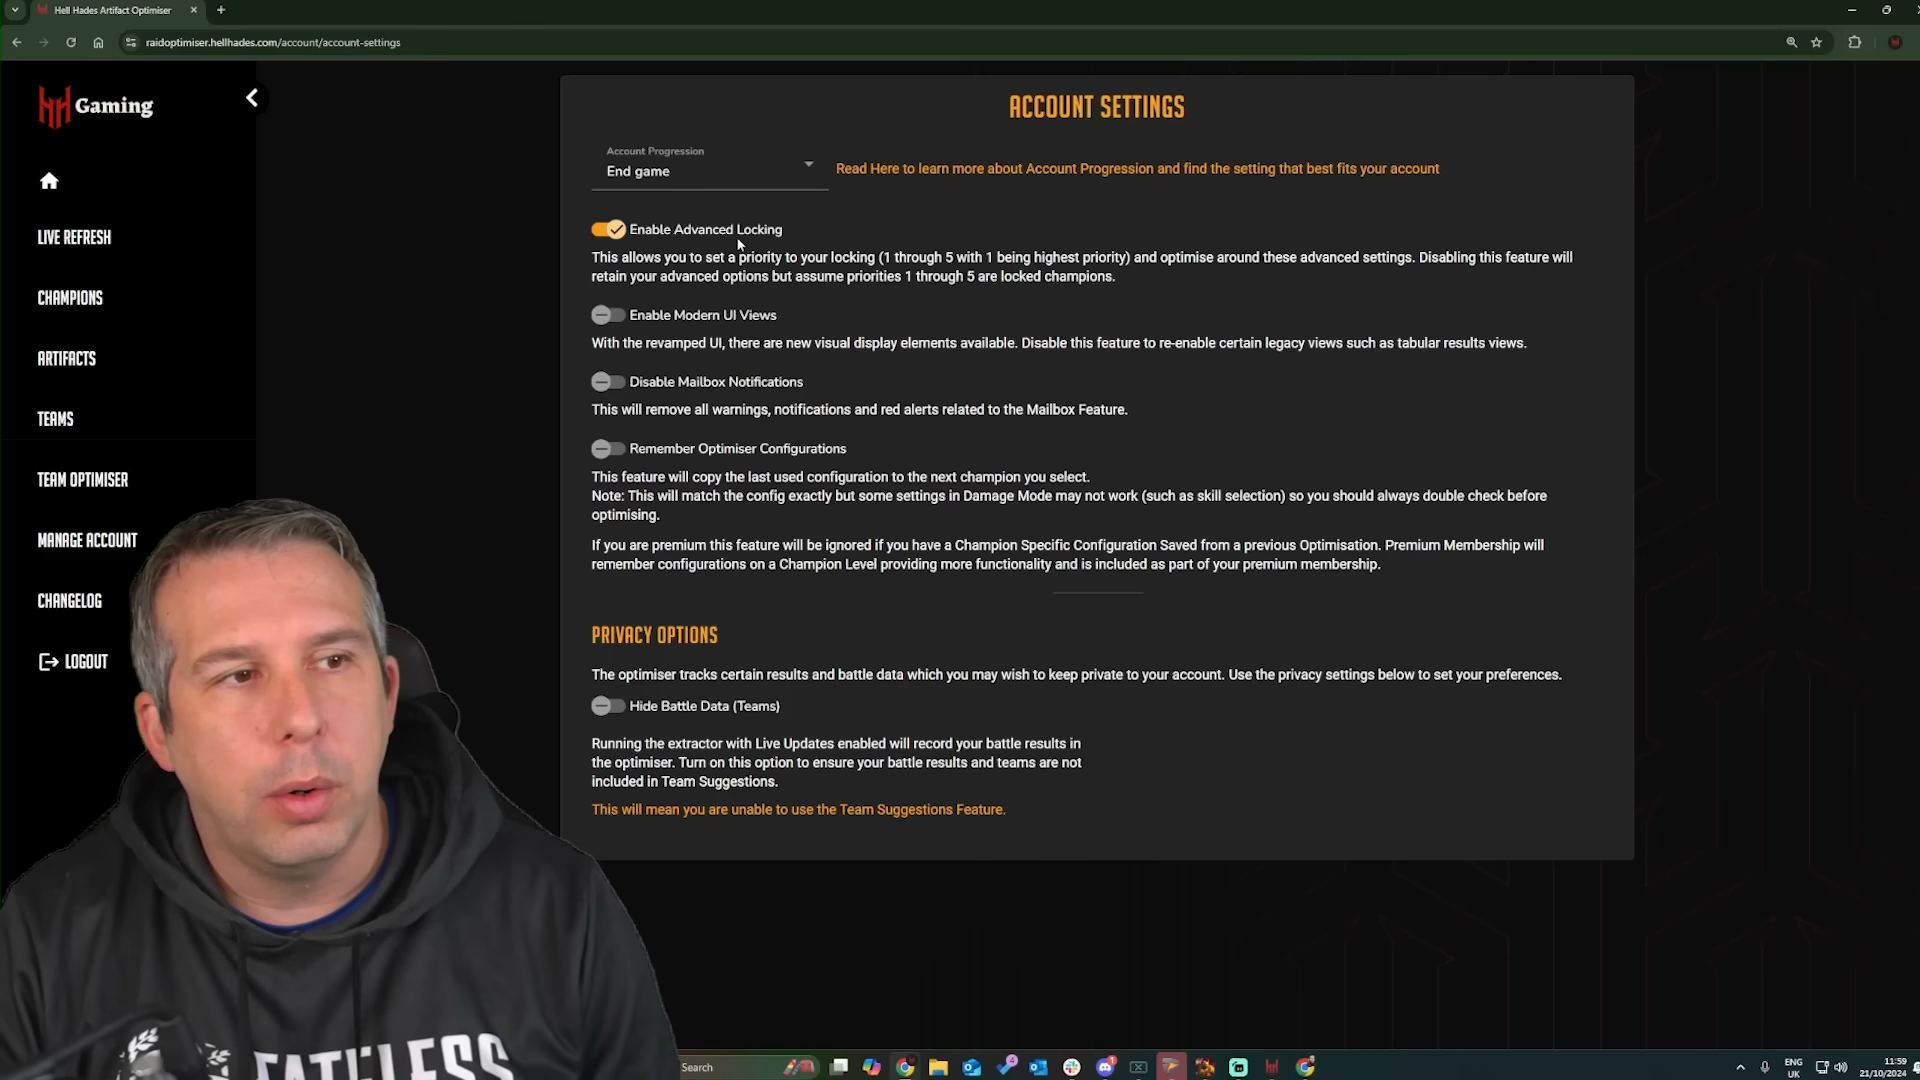 Hell Hades Artifact Optimiser
raidoptimiser.hellhades.com/account/account-settings
Gaming
LIVE REFRESH
CHAMPIONS
ARTIFACTS
TEAMS
TEAM OPTIMISER
MANAGE ACCOUNT
CHANGELOG
LOGOUT
ACCOUNT SETTINGS
Account Progression
End game
Read Here to learn more about Account Progression and find the setting that best fits your account
Enable Advanced Locking
This allows you to set a priority to your locking (1 through 5 with 1 being highest priority) and optimise around these advanced settings. Disabling this feature will
retain your advanced options but assume priorities 1 through 5 are locked champions.
Enable Modern UI Views
With the revamped UI, there are new visual display elements available. Disable this feature to re-enable certain legacy views such as tabular results views.
Disable Mailbox Notifications
This will remove all warnings, notifications and red alerts related to the Mailbox Feature.
Remember Optimiser Configurations
This feature will copy the last used configuration to the next champion you select.
Note: This will match the config exactly but some settings in Damage Mode may not work (such as skill selection) so you should always double check before
optimising.
If you are premium this feature will be ignored if you have a Champion Specific Configuration Saved from a previous Optimisation. Premium Membership will
remember configurations on a Champion Level providing more functionality and is included as part of your premium membership.
PRIVACY OPTIONS
The optimiser tracks certain results and battle data which you may wish to keep private to your account. Use the privacy settings below to set your preferences.
Hide Battle Data (Teams)
Running the extractor with Live Updates enabled will record your battle results in
the optimiser. Turn on this option to ensure your battle results and teams are not
included in Team Suggestions.
This will mean you are unable to use the Team Suggestions Feature.
Search
4
1
ENG
UK
11:59
21/10/2024